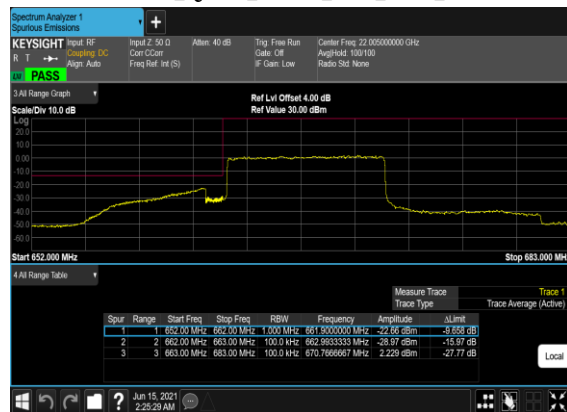 Spectrum Analyzer 1
Spurious Emissions
+
KEYSIGHT Input: RF Input Z: 50 Ω Atten: 40 dB Trig: Free Run Center Freq: 22.005000000 GHz
R T Coupling: DC Corr CCorr Gate: Off Avg|Hold: 100/100
Align: Auto Freq Ref: Int (S) IF Gain: Low Radio Std: None
PASS
3 All Range Graph
Ref Lvl Offset 4.00 dB
Scale/Div 10.0 dB Ref Value 30.00 dBm
Log
20.0
10.0
0.00
-10.0
-20.0
-30.0
-40.0
-50.0
-60.0
Start 652.000 MHz Stop 683.000 MHz
4 All Range Table
Measure Trace Trace 1
Trace Type Trace Average (Active)
Spur Range Start Freq Stop Freq RBW Frequency Amplitude ΔLimit
1 1 652.00 MHz 662.00 MHz 1.000 MHz 661.9000000 MHz -22.66 dBm -9.658 dB
2 2 662.00 MHz 663.00 MHz 100.0 kHz 662.9933333 MHz -28.97 dBm -15.97 dB
3 3 663.00 MHz 683.00 MHz 100.0 kHz 670.7666667 MHz 2.229 dBm -27.77 dB
Local
? Jun 15, 2021
2:25:29 AM